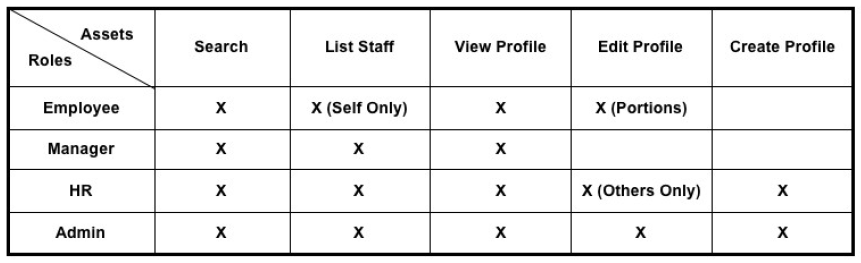 Assets
Roles
Search List Staff View Profile Edit Profile Create Profile
Employee X X (Self Only) X X (Portions)
Manager X X X
HR X X X X (Others Only) X
Admin X X X X X